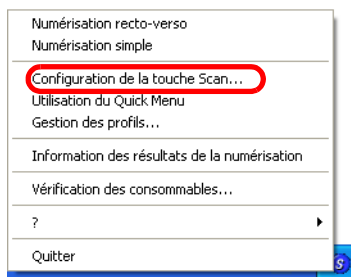 Numérisation recto-verso
Numérisation simple
Configuration de la touche Scan...
Utilisation du Quick Menu
Gestion des profils...
Information des résultats de la numérisation
Vérification des consommables...
?
Quitter
S